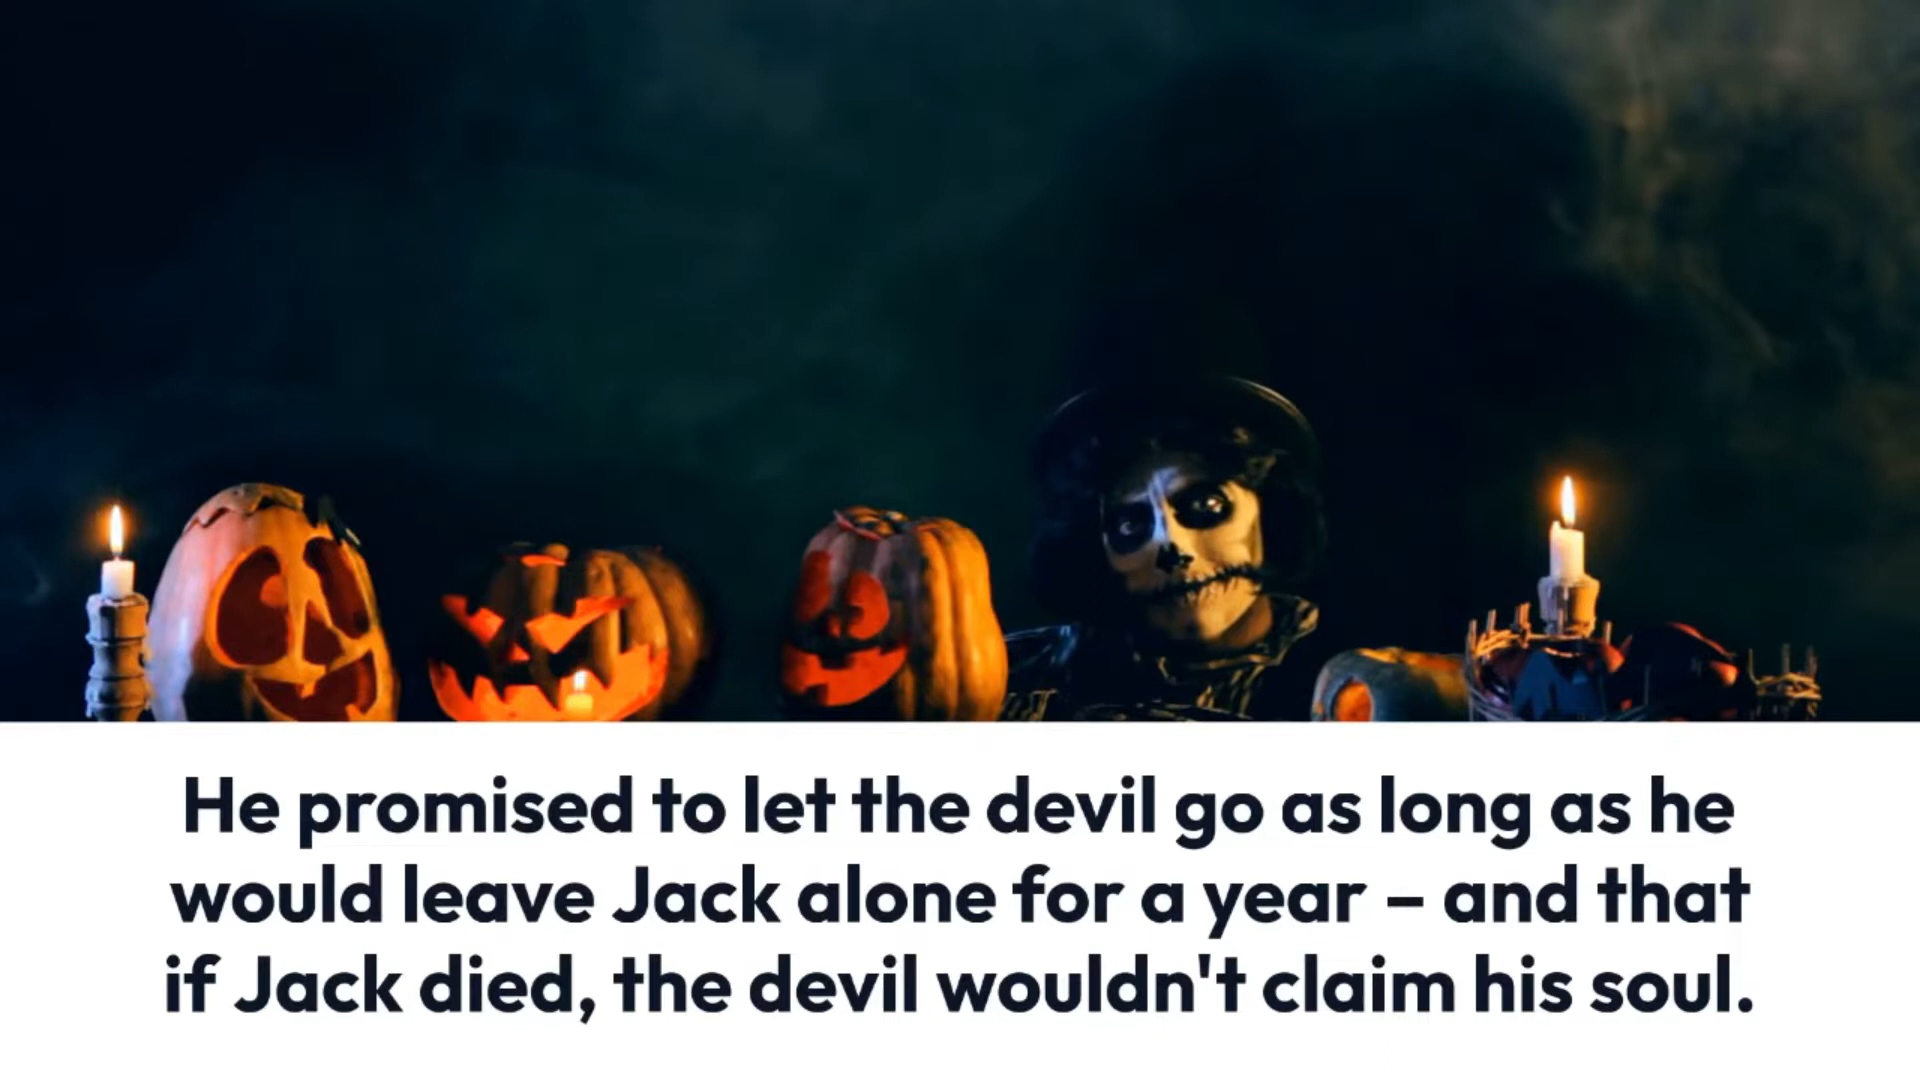 He promised to let the devil go as long as he
would leave Jack alone for a year – and that
if Jack died, the devil wouldn't claim his soul.